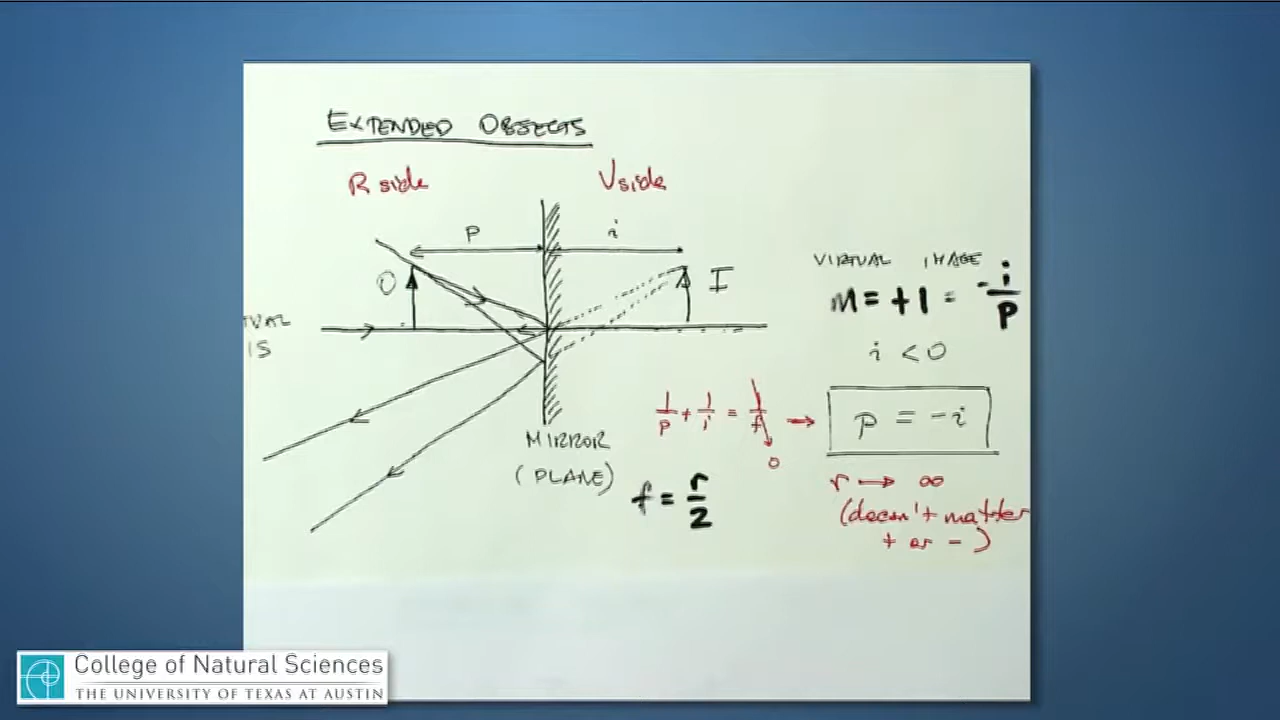 EXTENDED OBJECTS
R side
V side
p
i
O
I
IS
MIRROR
(PLANE)
VIRTUAL IMAGE
m = +1 = -i/p
i < 0
1/p + 1/i = 1/f → 0 →
p = -i
f = r/2
r → ∞
(doesn't matter
+ or -)
College of Natural Sciences
THE UNIVERSITY OF TEXAS AT AUSTIN